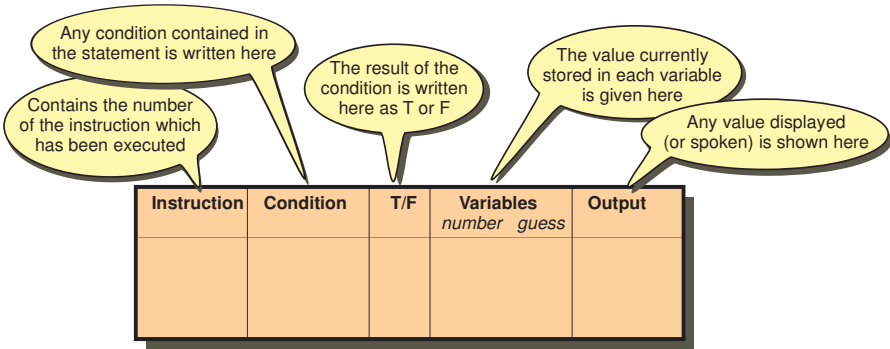 Any condition contained in
the statement is written here
Contains the number
of the instruction which
has been executed
The result of the
condition is written
here as T or F
The value currently
stored in each variable
is given here
Any value displayed
(or spoken) is shown here
Instruction Condition T/F Variables Output
number guess